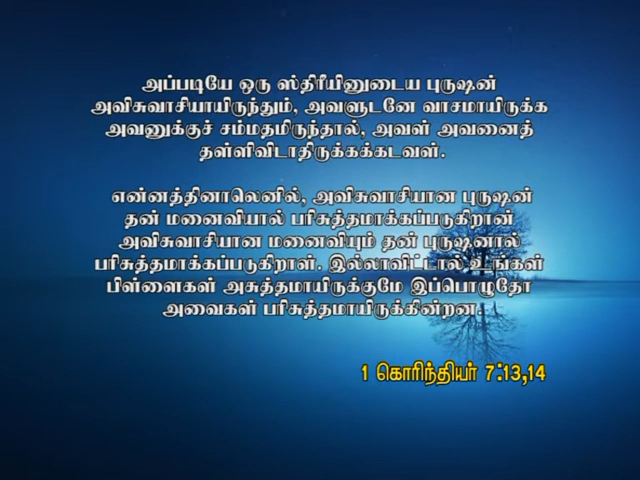 அப்படியே ஒரு ஸ்திரீயினுடைய புருஷன்
அவிசுவாசியாயிருந்தும், அவளுடனே வாசமாயிருக்க
அவனுக்குச் சம்மதமிருந்தால், அவள் அவனைத்
தள்ளிவிடாதிருக்கக்கடவள்.
என்னத்தினாலெனில், அவிசுவாசியான புருஷன்
தன் மனைவியால் பரிசுத்தமாக்கப்படுகிறான்
அவிசுவாசியான மனைவியும் தன் புருஷனால்
பரிசுத்தமாக்கப்படுகிறாள். இல்லாவிட்டால் உங்கள்
பிள்ளைகள் அசுத்தமாயிருக்குமே இப்பொழுதோ
அவைகள் பரிசுத்தமாயிருக்கின்றன.
1 கொரிந்தியர் 7:13,14